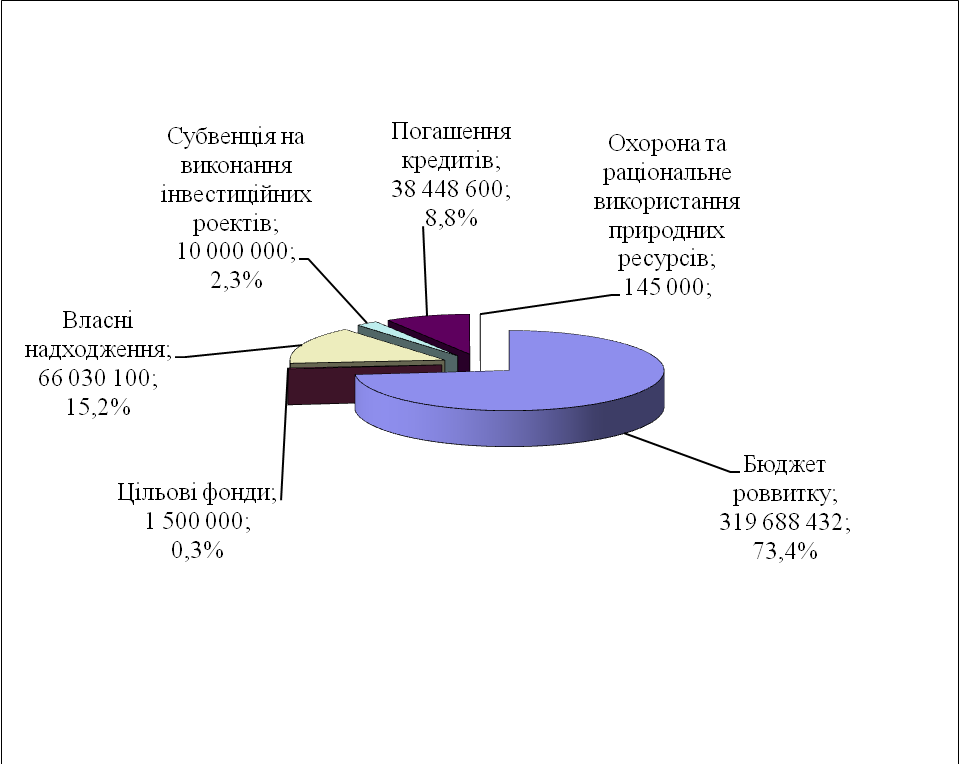 Субвенція на
виконання
інвестиційних
роектів;
10 000 000;
2,3%
Погашення
кредитів;
38 448 600;
8,8%
Охорона та
раціональне
використання
природних
ресурсів;
145 000;
Власні
надходження;
66 030 100;
15,2%
Цільові фонди;
1 500 000;
0,3%
Бюджет
роввитку;
319 688 432;
73,4%